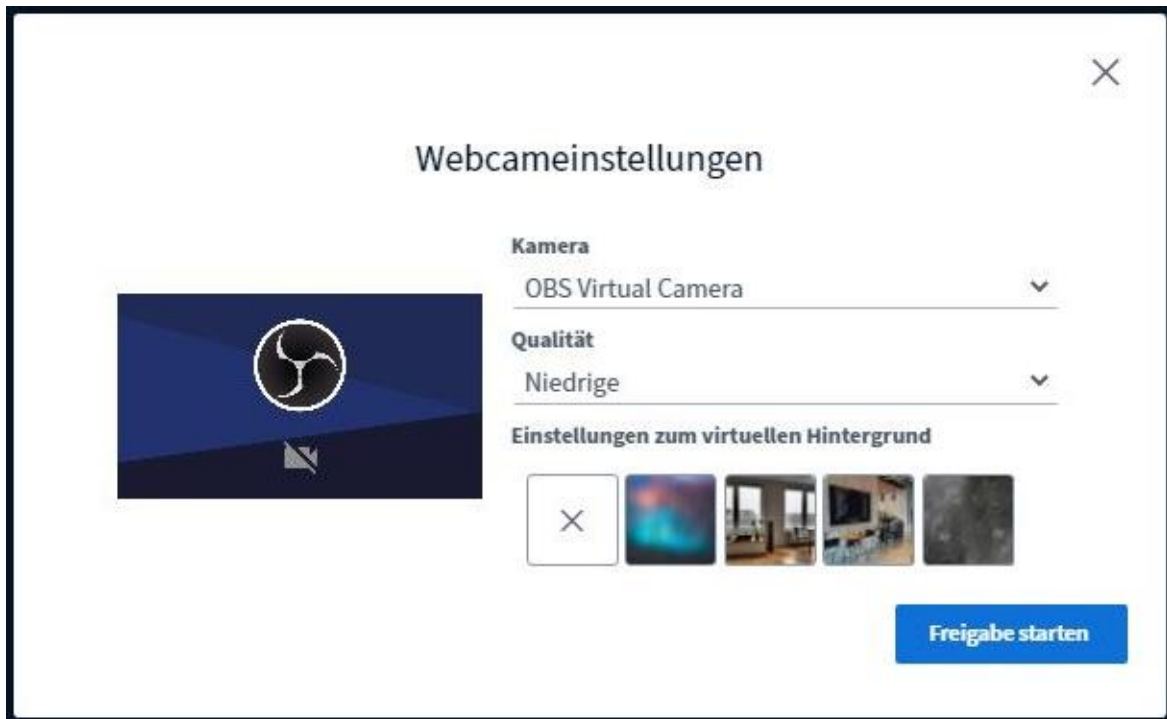 Webcameinstellungen
Kamera
OBS Virtual Camera
Qualität
Niedrige
Einstellungen zum virtuellen Hintergrund
Freigabe starten